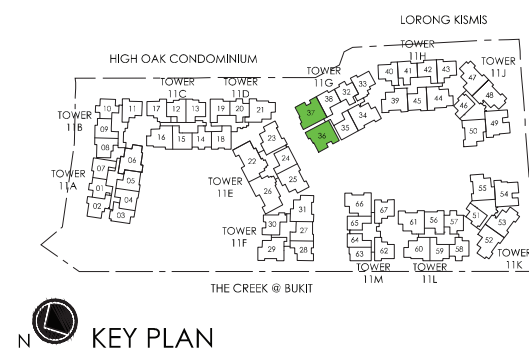 LORONG KISMIS
HIGH OAK CONDOMINIUM
TOWER
11H
TOWER
11J
TOWER
11G
TOWER
11C
TOWER
11D
40 41 42 43
47
48
46
49
50
33
32
38
37
39 45 44
34
35
36
10 11
17 12 13
19 20 21
TOWER
11B
09
08
16 15 14 18
23
24
22
25
26
TOWER
11E
07
06
TOWER
11A
01
05
02
04
03
31
30
27
TOWER
11F
29
28
66
67
65
64
63
62
61 56 57
60 59 58
55
54
51
53
52
TOWER
11M
TOWER
11L
TOWER
11K
THE CREEK @ BUKIT
N
KEY PLAN